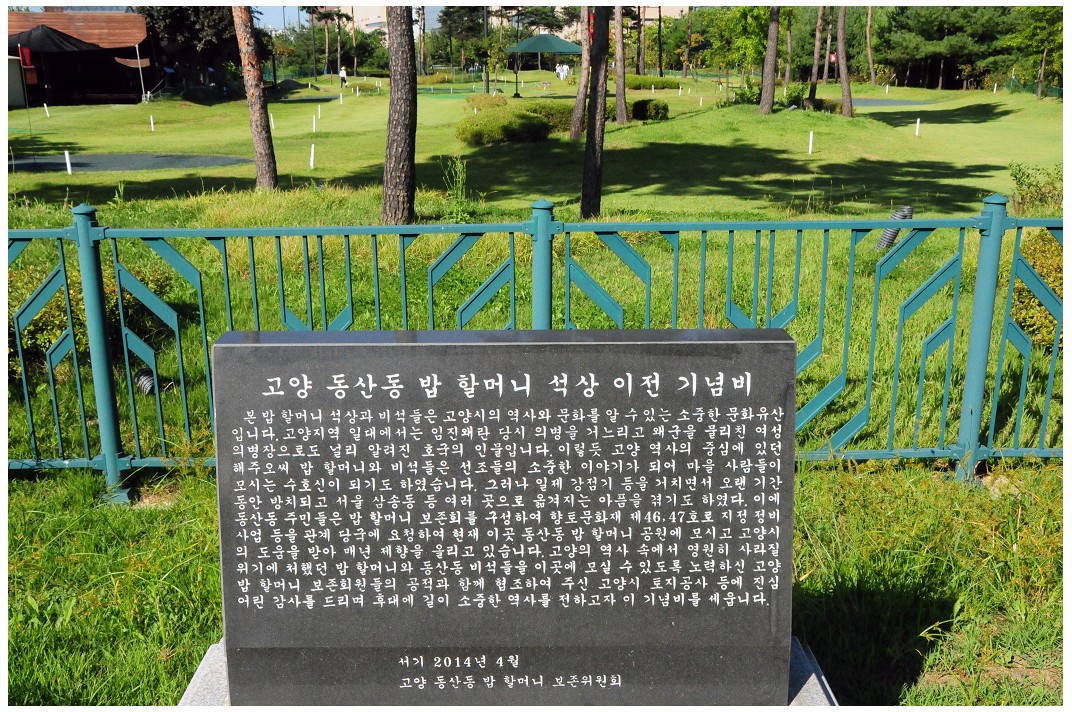 고양 동산동 밥 할머니 석상 이전 기념비
본 밥 할머니 석상과 비석들은 고양시의 역사와 문화를 알 수 있는 소중한 문화유산
입니다. 고양지역 일대에서는 임진왜란 당시 의병을 거느리고 왜군을 물리친 여성
의병장으로도 널리 알려진 호국의 인물입니다. 이렇듯 고양 역사의 중심에 있던
해주오씨 밥 할머니와 비석들은 선조들의 소중한 이야기가 되어 마을 사람들이
모시는 수호신이 되기도 하였습니다. 그러나 일제 강점기 등을 거치면서 오랜 기간
동안 방치되고 서울 삼송동 등 여러 곳으로 옮겨지는 아픔을 겪기도 하였다. 이에
동산동 주민들은 밥 할머니 보존회를 구성하여 향토문화재 제46.47호로 지정 정비
사업 등을 관계 당국에 요청하여 현재 이곳 동산동 밥 할머니 공원에 모시고 고양시
의 도움을 받아 매년 제향을 올리고 있습니다. 고양의 역사 속에서 영원히 사라질
위기에 처했던 밥 할머니와 동산동 비석들을 이곳에 모실 수 있도록 노력하신 고양
밥 할머니 보존회원들의 공적과 함께 협조하여 주신 고양시 토지공사 등에 진심
어린 감사를 드리며 후대에 길이 소중한 역사를 전하고자 이 기념비를 세웁니다.
서기 2014년 4월
고양 동산동 밥 할머니 보존위원회